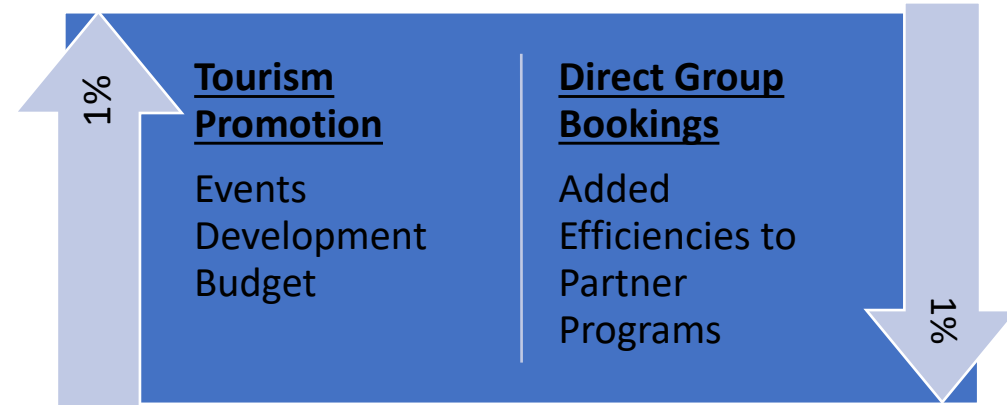 1%
Tourism
Promotion
Events
Development
Budget
Direct Group
Bookings
Added
Efficiencies to
Partner
Programs
1%